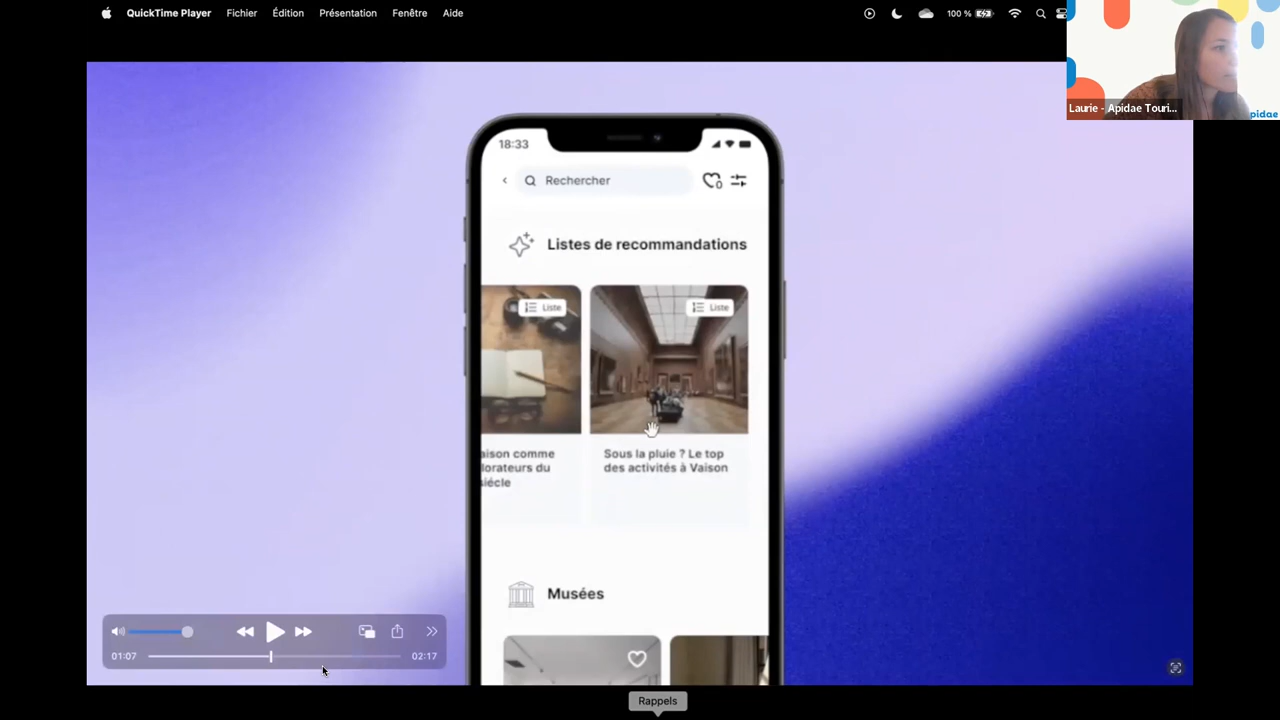 QuickTime Player Fichier Édition Présentation Fenêtre Aide
100 %
Laurie - Apidae Touri...
pidae
18:33
Rechercher
0
Listes de recommandations
Liste
Liste
aison comme
lorateurs du
siécle
Sous la pluie ? Le top
des activités à Vaison
Musées
01:07
02:17
Rappels